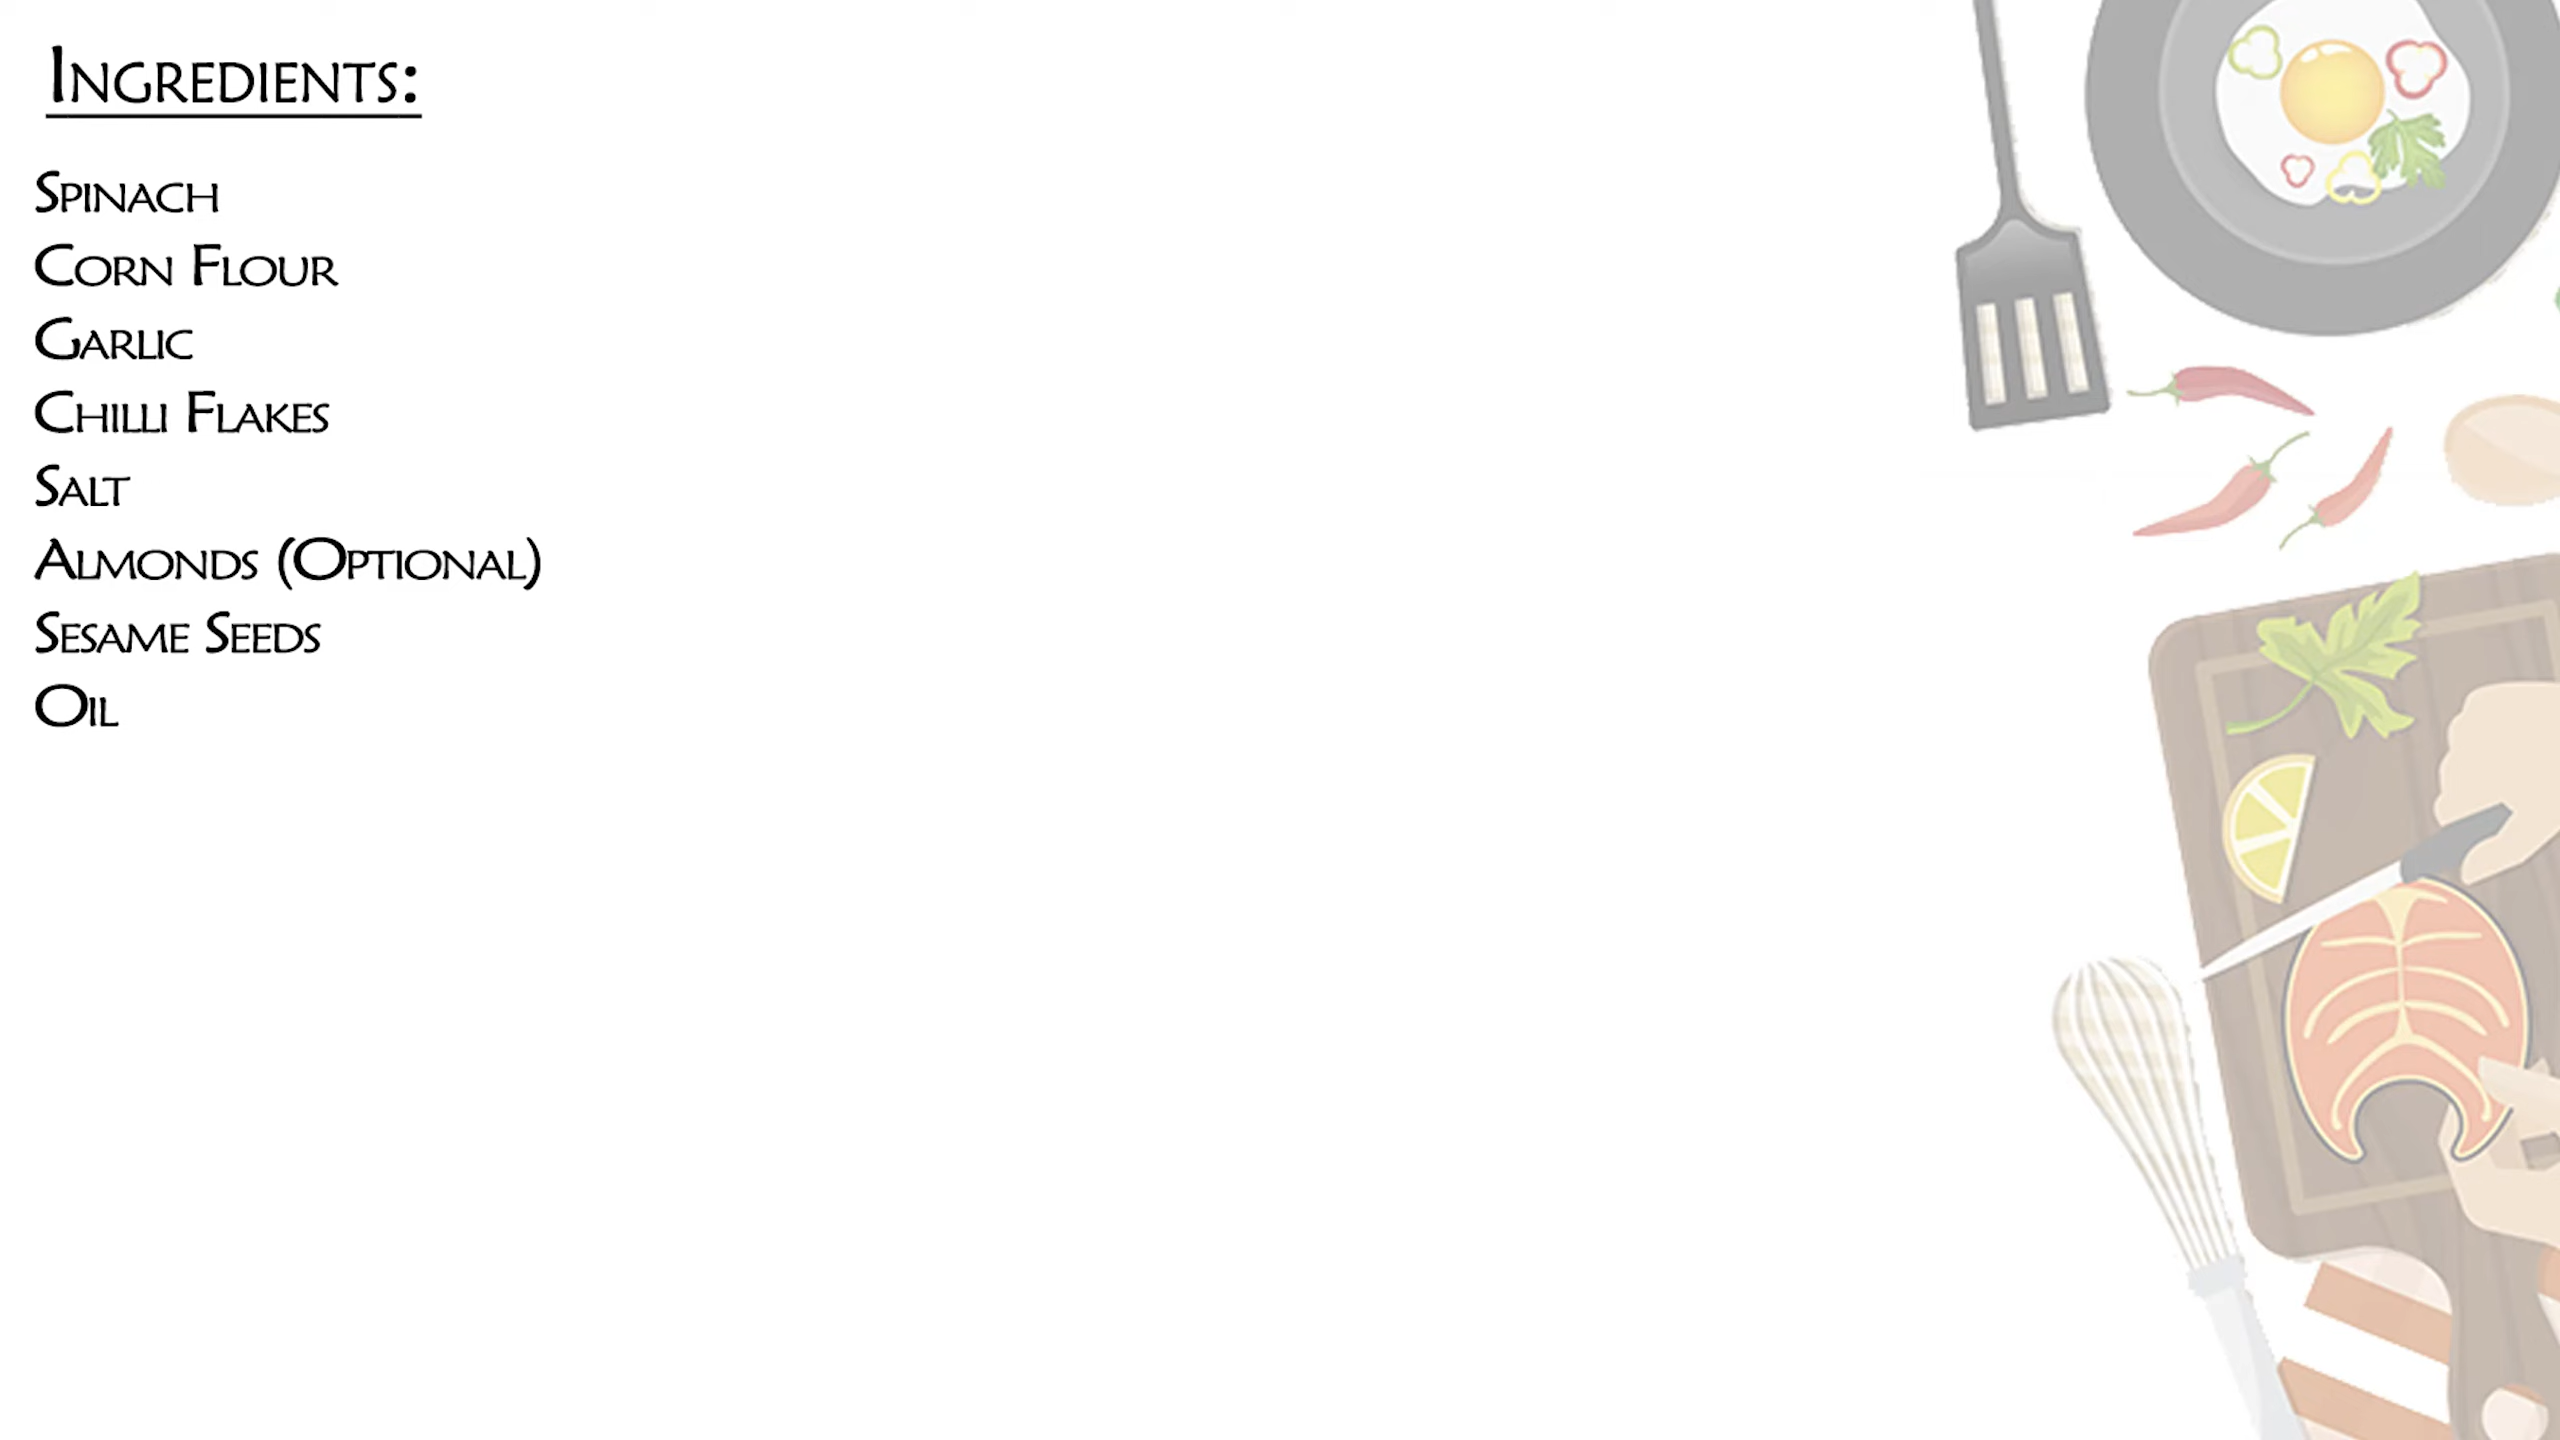 Ingredients:
Spinach
Corn Flour
Garlic
Chilli Flakes
Salt
Almonds (Optional)
Sesame Seeds
Oil